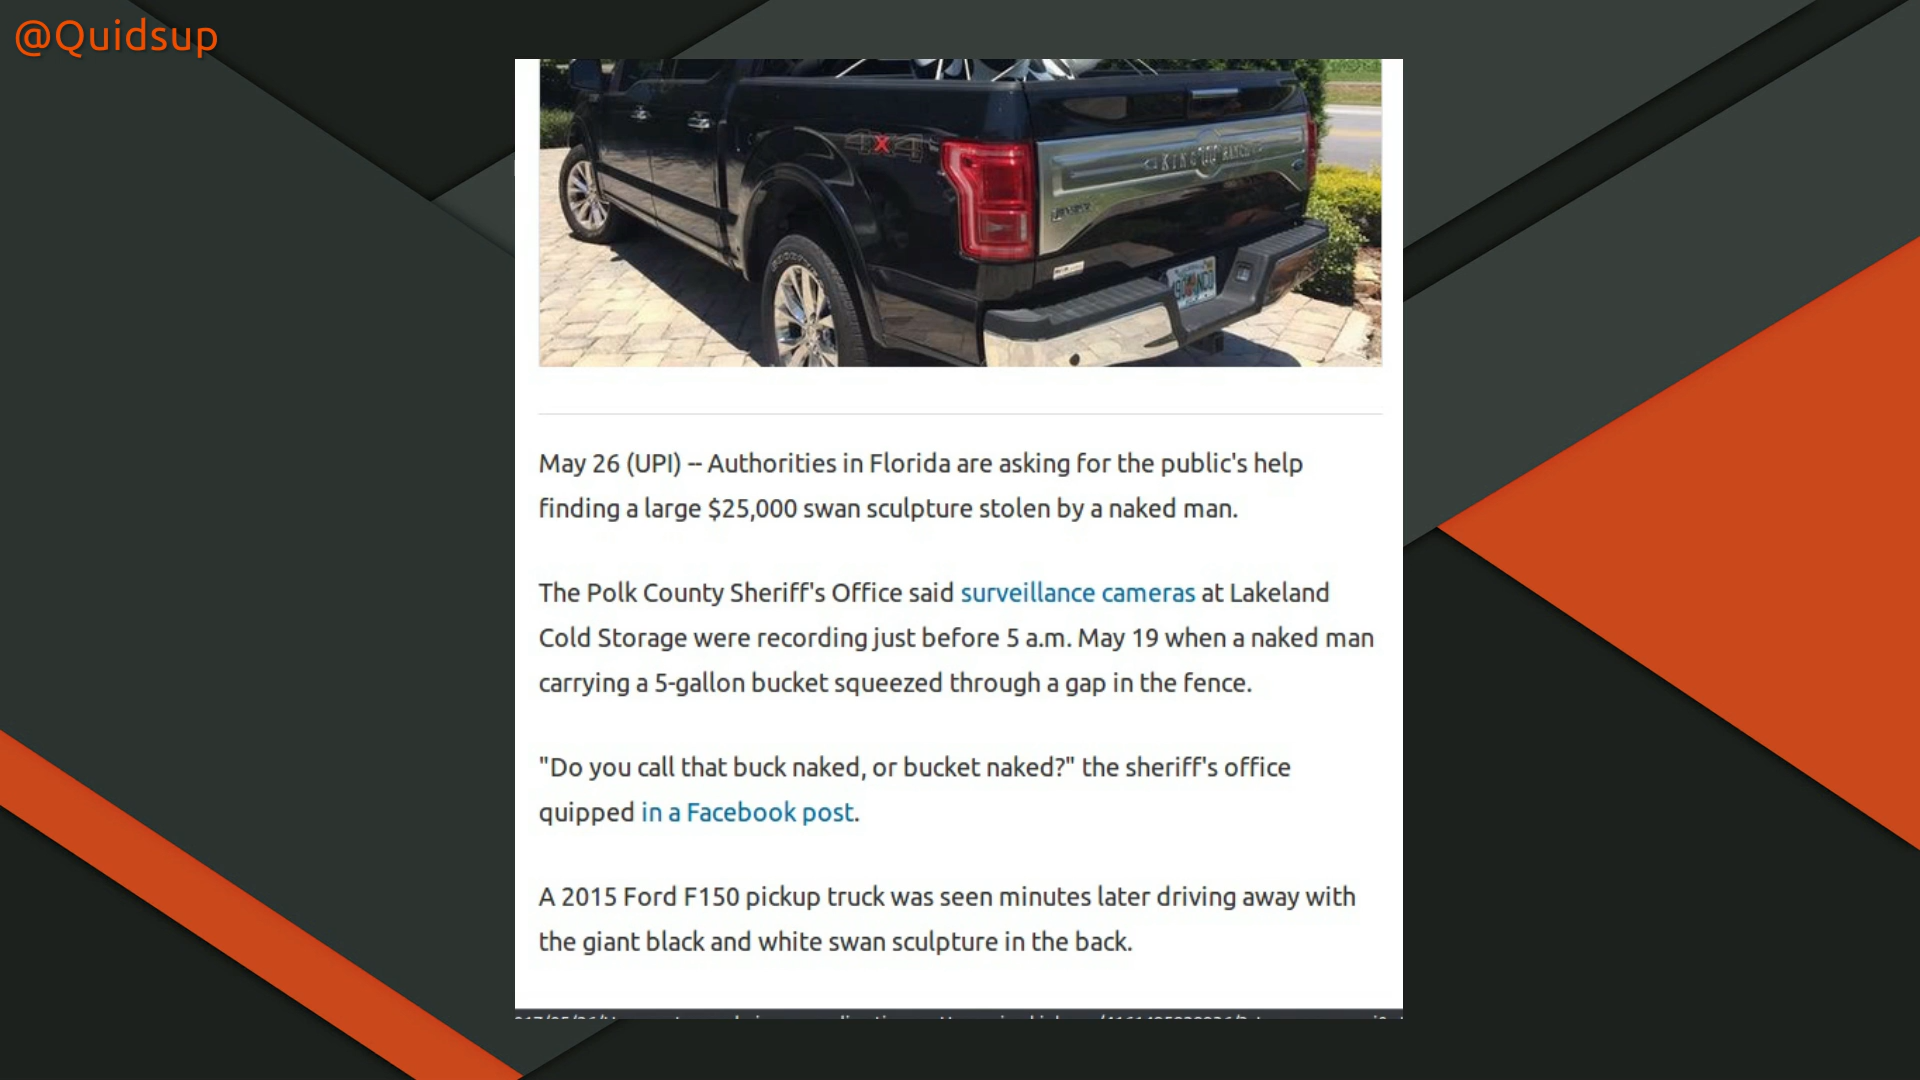 @Quidsup
4x4
KING RANCH
May 26 (UPI) -- Authorities in Florida are asking for the public's help
finding a large $25,000 swan sculpture stolen by a naked man.
The Polk County Sheriff's Office said surveillance cameras at Lakeland
Cold Storage were recording just before 5 a.m. May 19 when a naked man
carrying a 5-gallon bucket squeezed through a gap in the fence.
"Do you call that buck naked, or bucket naked?" the sheriff's office
quipped in a Facebook post.
A 2015 Ford F150 pickup truck was seen minutes later driving away with
the giant black and white swan sculpture in the back.